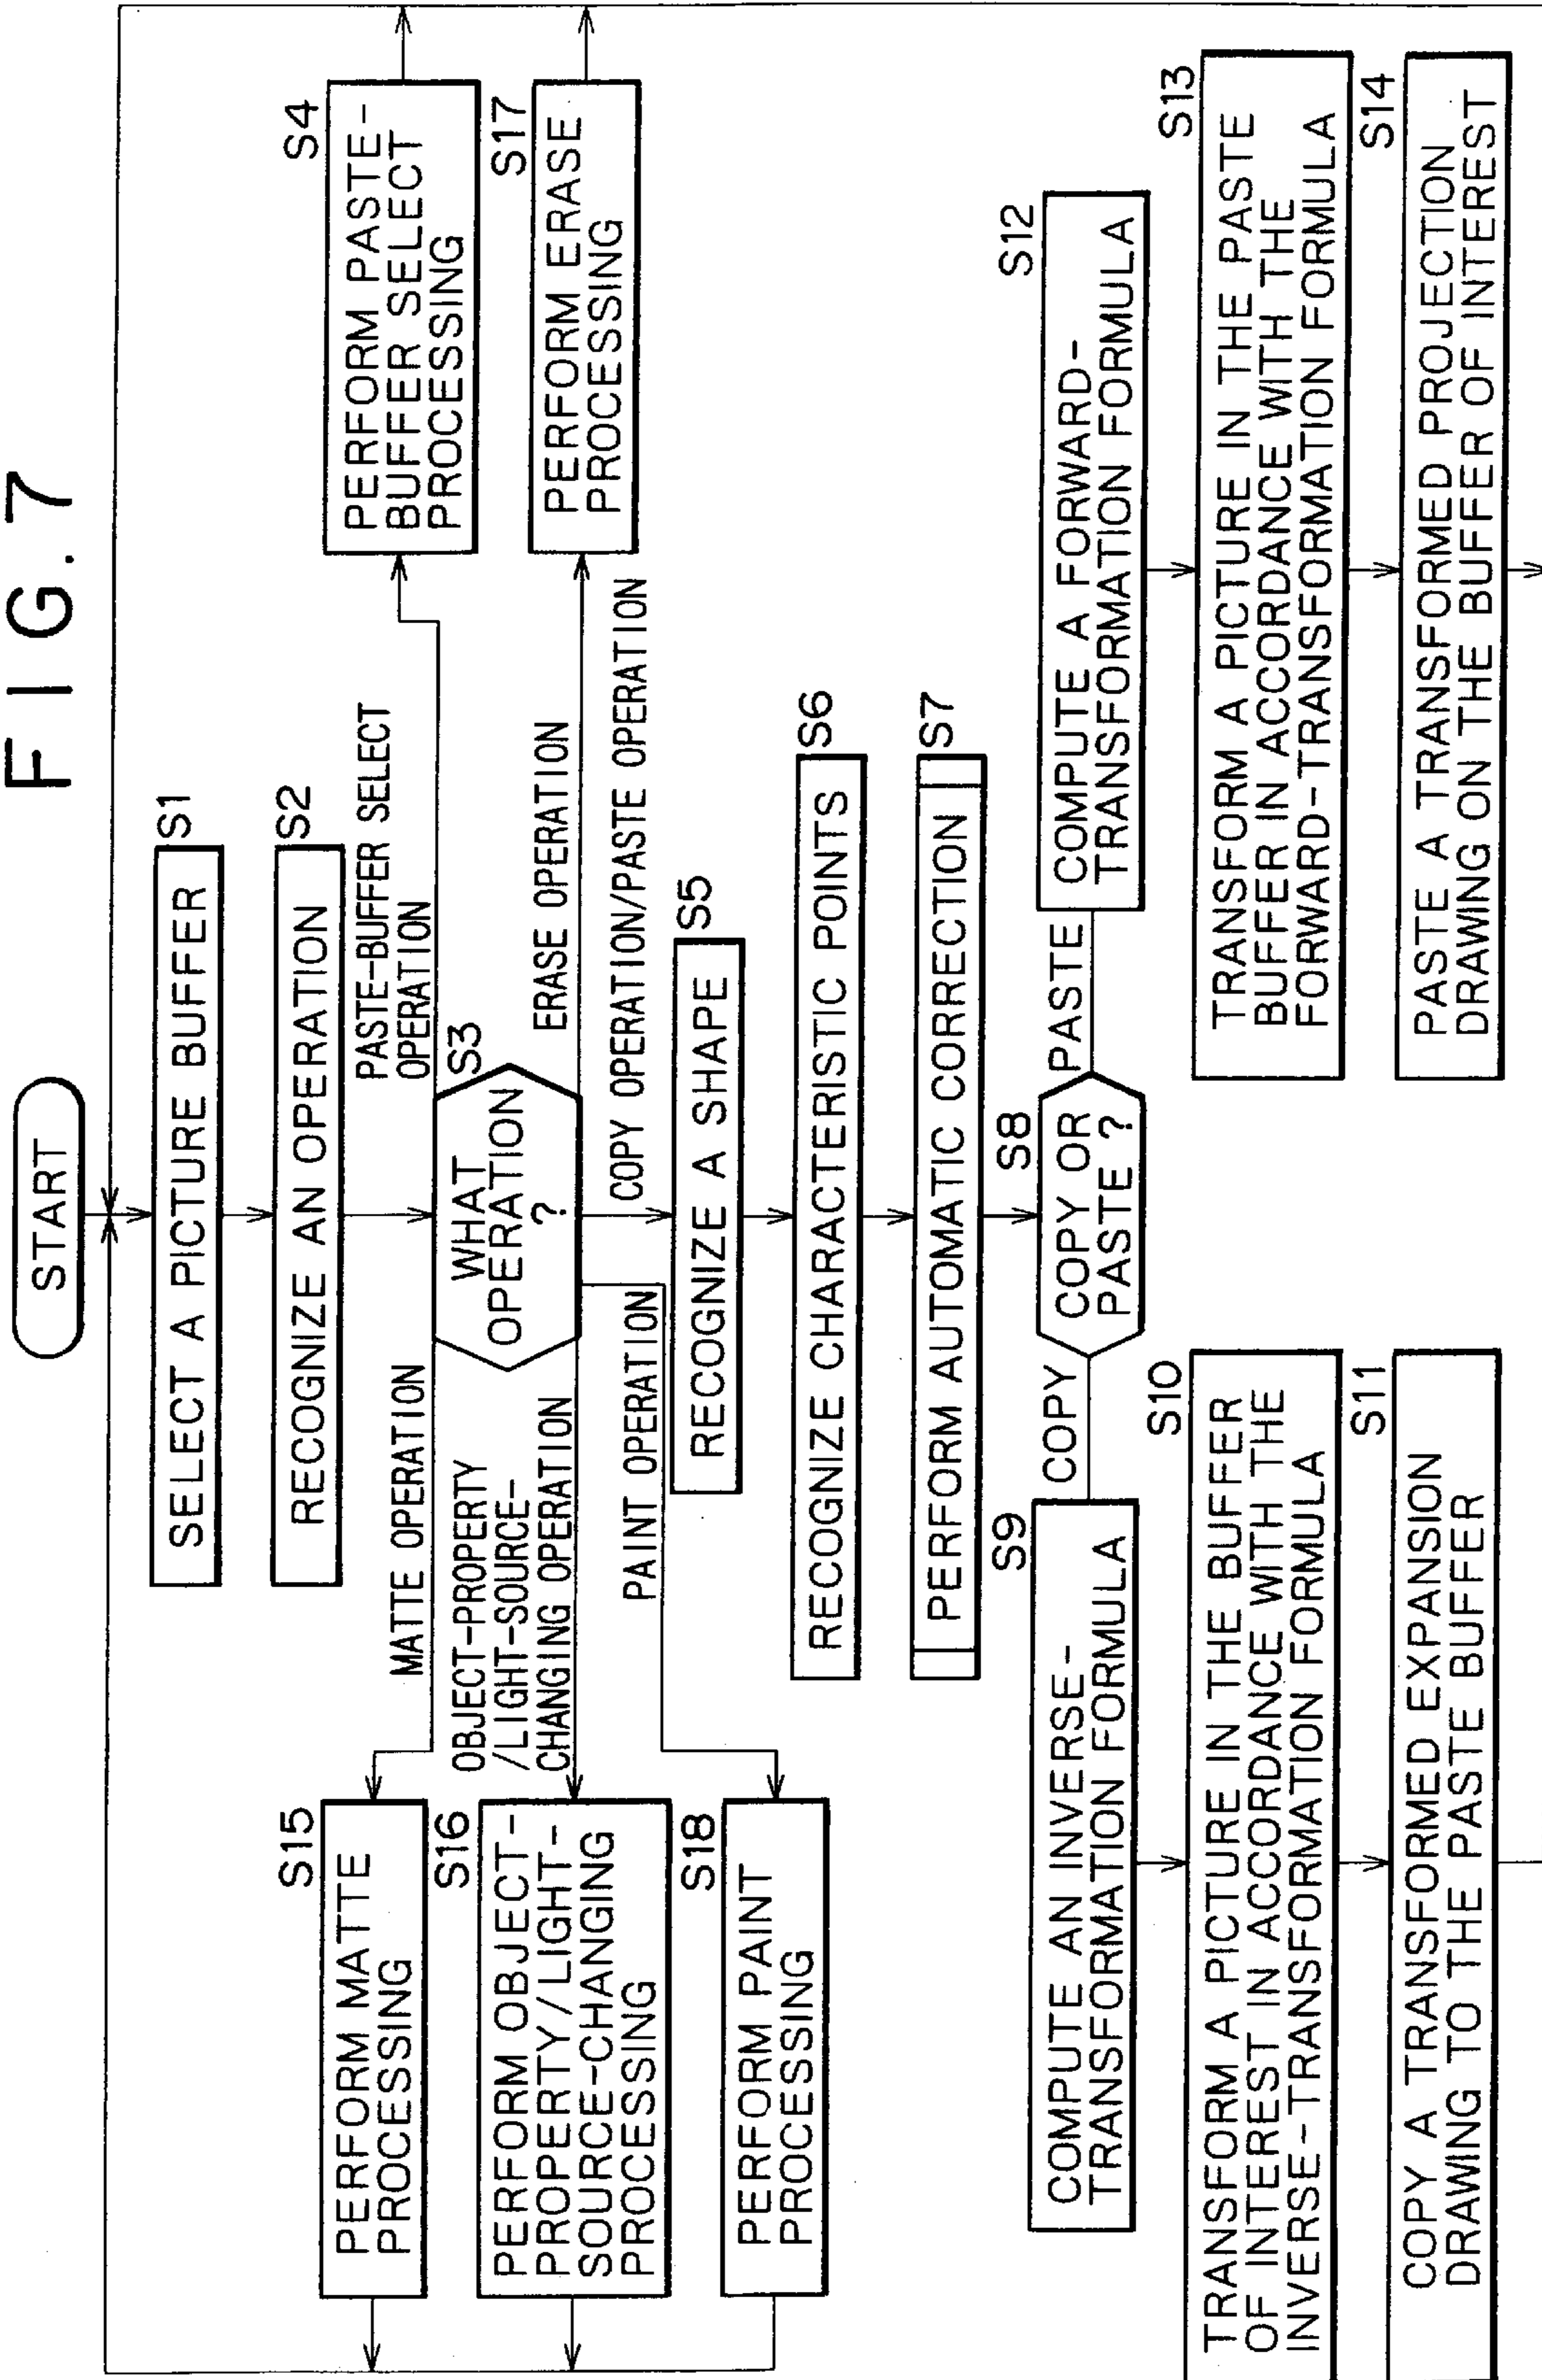 FIG.7
START
SELECT A PICTURE BUFFER
S1
RECOGNIZE AN OPERATION
S2
WHAT
OPERATION
?
S3
PASTE-BUFFER SELECT
OPERATION
PERFORM PASTE-
BUFFER SELECT
PROCESSING
S4
ERASE OPERATION
PERFORM ERASE
PROCESSING
S17
MATTE OPERATION
S15
PERFORM MATTE
PROCESSING
OBJECT-PROPERTY
/LIGHT-SOURCE-
CHANGING OPERATION
S16
PERFORM OBJECT-
PROPERTY/LIGHT-
SOURCE-CHANGING
PROCESSING
PAINT OPERATION
S18
PERFORM PAINT
PROCESSING
COPY OPERATION/PASTE OPERATION
RECOGNIZE A SHAPE
S5
RECOGNIZE CHARACTERISTIC POINTS
S6
PERFORM AUTOMATIC CORRECTION
S7
S8
COPY OR
PASTE ?
COPY
S9
COMPUTE AN INVERSE-
TRANSFORMATION FORMULA
S10
TRANSFORM A PICTURE IN THE BUFFER
OF INTEREST IN ACCORDANCE WITH THE
INVERSE-TRANSFORMATION FORMULA
S11
COPY A TRANSFORMED EXPANSION
DRAWING TO THE PASTE BUFFER
PASTE
S12
COMPUTE A FORWARD-
TRANSFORMATION FORMULA
S13
TRANSFORM A PICTURE IN THE PASTE
BUFFER IN ACCORDANCE WITH THE
FORWARD-TRANSFORMATION FORMULA
S14
PASTE A TRANSFORMED PROJECTION
DRAWING ON THE BUFFER OF INTEREST